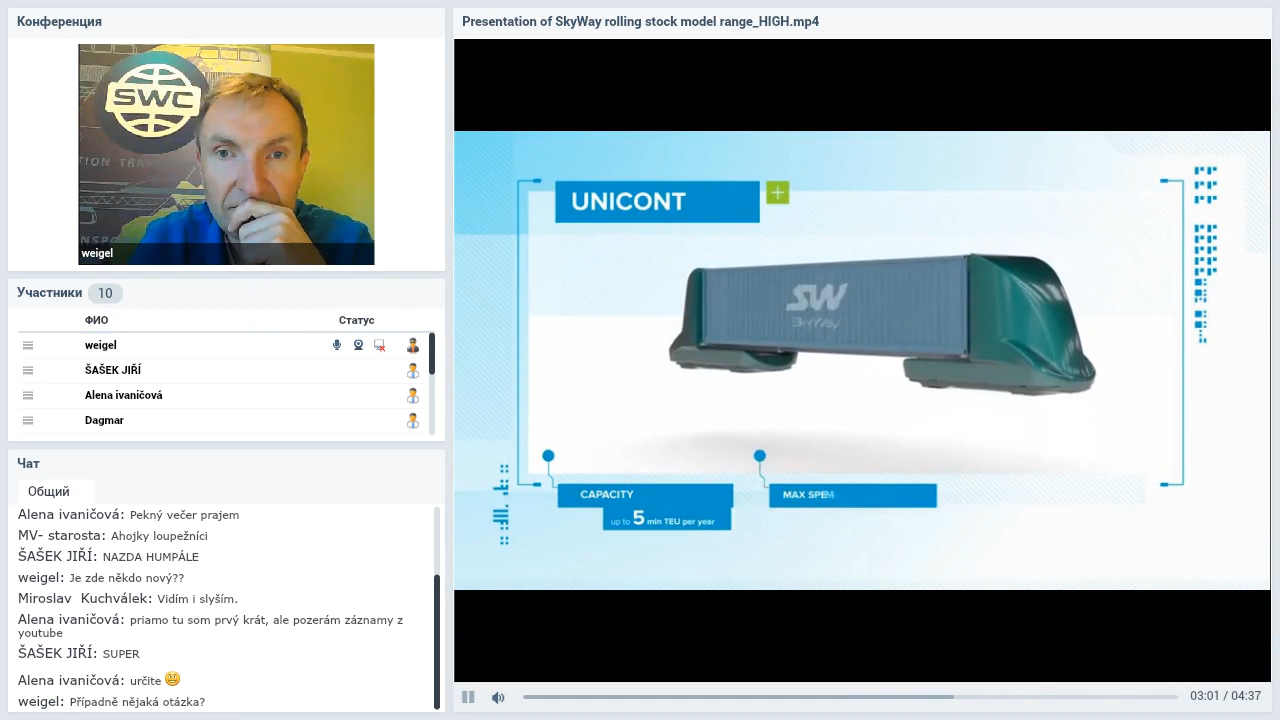 Конференция
SWC
TION TRA
NSPO
weigel
Участники 10
ФИО Статус
weigel
ŠAŠEK JIŘÍ
Alena ivaničová
Dagmar
Чат
Общий
Alena ivaničová: Pekný večer prajem
MV- starosta: Ahojky loupežníci
ŠAŠEK JIŘÍ: NAZDA HUMPÁLE
weigel: Je zde někdo nový??
Miroslav Kuchválek: Vidím i slyším.
Alena ivaničová: priamo tu som prvý krát, ale pozerám záznamy z
youtube
ŠAŠEK JIŘÍ: SUPER
Alena ivaničová: určite
weigel: Případně nějaká otázka?
Presentation of SkyWay rolling stock model range_HIGH.mp4
UNICONT
SW
SkyWay
CAPACITY
up to 5 mln TEU per year
MAX SPE
03:01 / 04:37